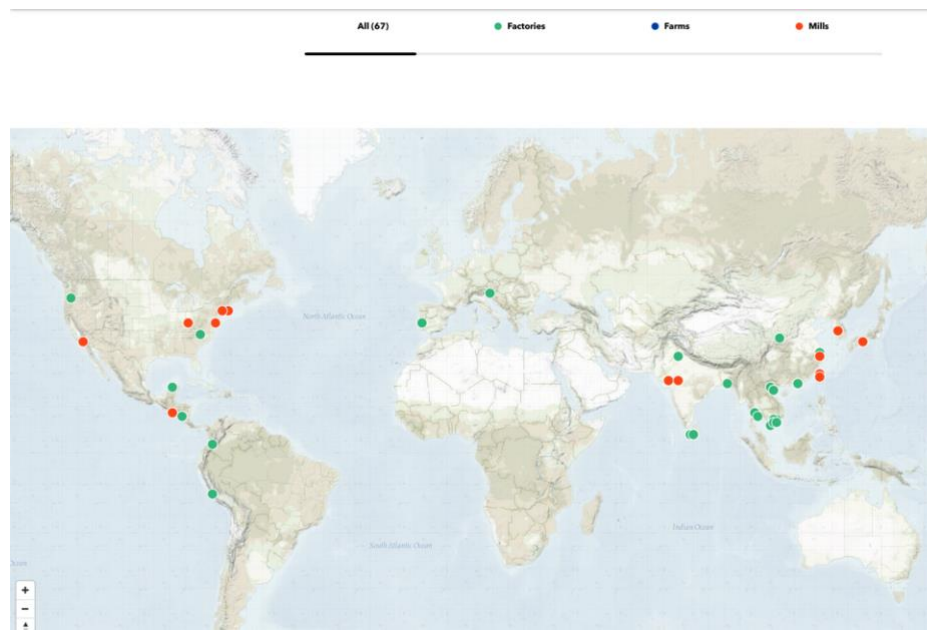 All (67)
Factories
Farms
Mills
North Atlantic Ocean
South Atlantic Ocean
Indian Ocean
+
−